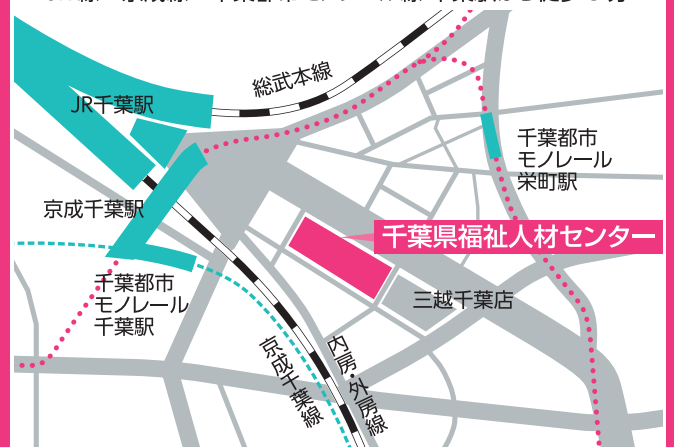 総武本線
JR千葉駅
千葉都市
モノレール
栄町駅
京成千葉駅
千葉県福祉人材センター
千葉都市
モノレール
千葉駅
三越千葉店
京成千葉線
内房・外房線